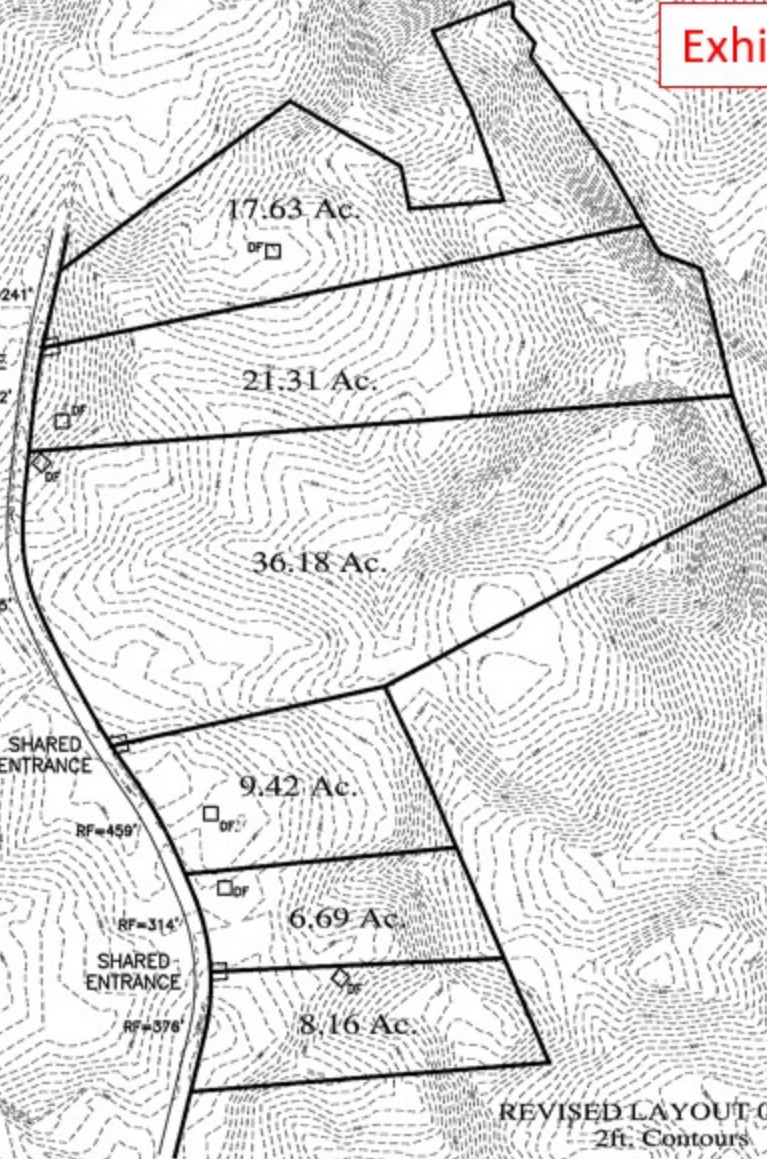 Exhi
17.63 Ac.
DF
241'
2'
21.31 Ac.
DF
DF
36.18 Ac.
SHARED
ENTRANCE
9.42 Ac.
DF
RF=459'
DF
6.69 Ac.
RF=314'
SHARED
ENTRANCE
DF
8.16 Ac.
RF=376'
REVISED LAYOUT
2ft. Contours